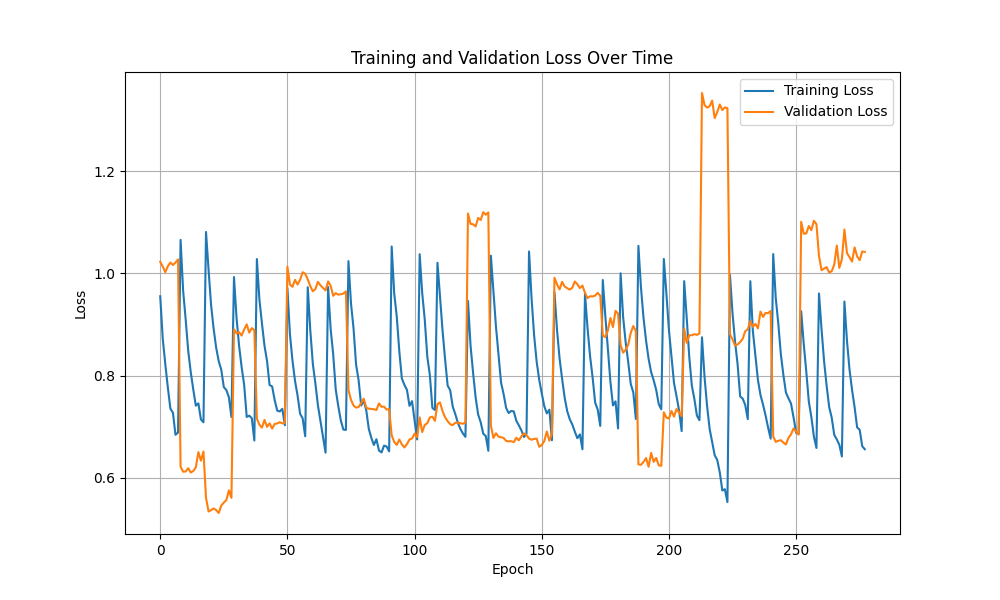 Training and Validation Loss Over Time
Training Loss
Validation Loss
1.2
1.0
0.8
0.6
Loss
0 50 100 150 200 250
Epoch